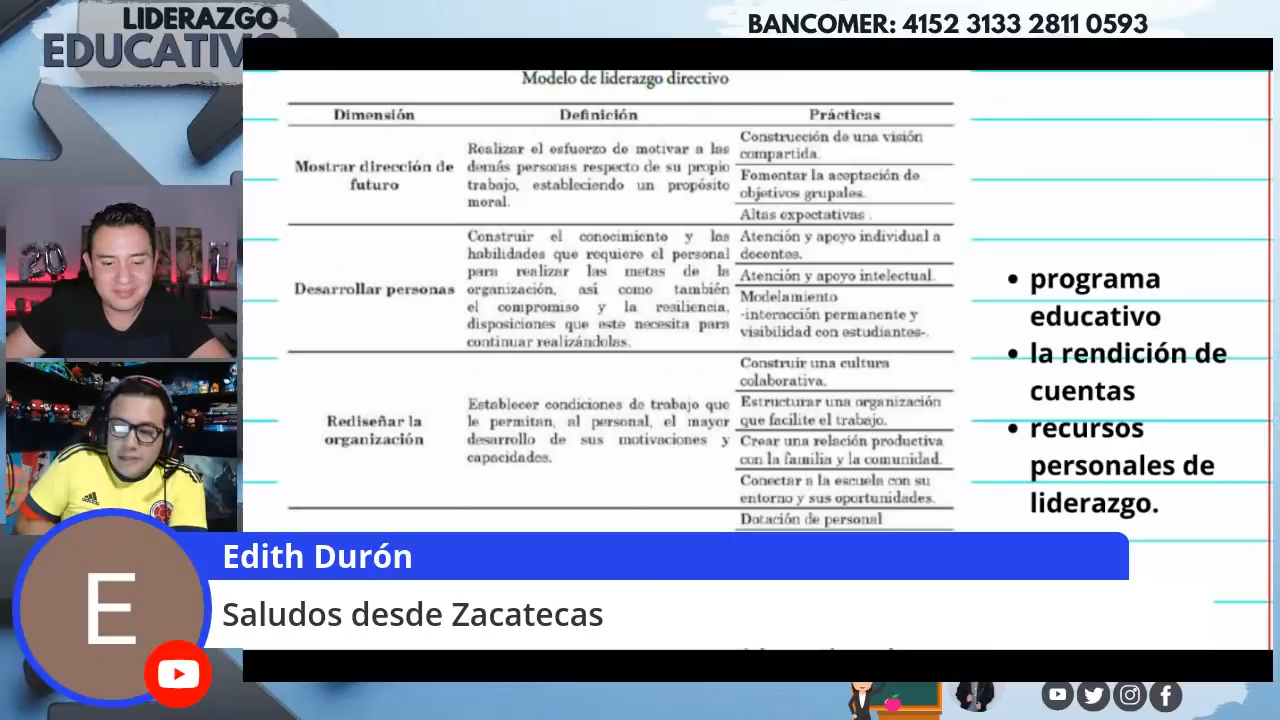 LIDERAZGO
EDUCATIVO
BANCOMER: 4152 3133 2811 0593
Modelo de liderazgo directivo
Dimensión
Definición
Prácticas
Mostrar dirección de
futuro
Realizar el esfuerzo de motivar a las
demás personas respecto de su propio
trabajo, estableciendo un propósito
moral.
Construcción de una visión
compartida.
Fomentar la aceptación de
objetivos grupales.
Altas expectativas .
Desarrollar personas
Construir el conocimiento y las
habilidades que requiere el personal
para realizar las metas de la
organización, así como también
el compromiso y la resiliencia,
disposiciones que este necesita para
continuar realizándolas.
Atención y apoyo individual a
docentes.
Atención y apoyo intelectual.
Modelamiento
-interacción permanente y
visibilidad con estudiantes-.
Rediseñar la
organización
Establecer condiciones de trabajo que
le permitan, al personal, el mayor
desarrollo de sus motivaciones y
capacidades.
Construir una cultura
colaborativa.
Estructurar una organización
que facilite el trabajo.
Crear una relación productiva
con la familia y la comunidad.
Conectar a la escuela con su
entorno y sus oportunidades.
Dotación de personal
• programa
educativo
• la rendición de
cuentas
• recursos
personales de
liderazgo.
20
E
Edith Durón
Saludos desde Zacatecas